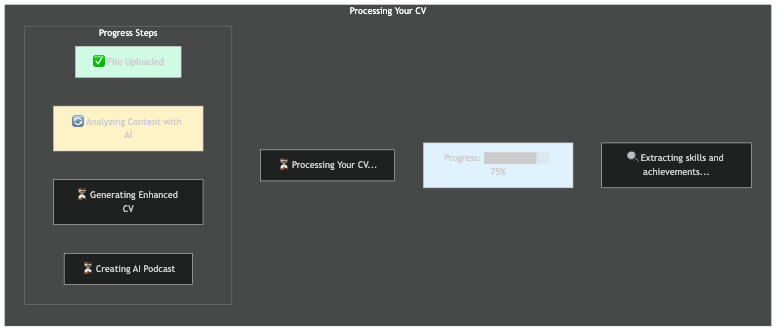 Processing Your CV
Progress Steps
✅ File Uploaded
🔄 Analyzing Content with
AI
⏳ Generating Enhanced
CV
⏳ Creating AI Podcast
⏳ Processing Your CV...
Progress: ████████░░
75%
🔍 Extracting skills and
achievements...